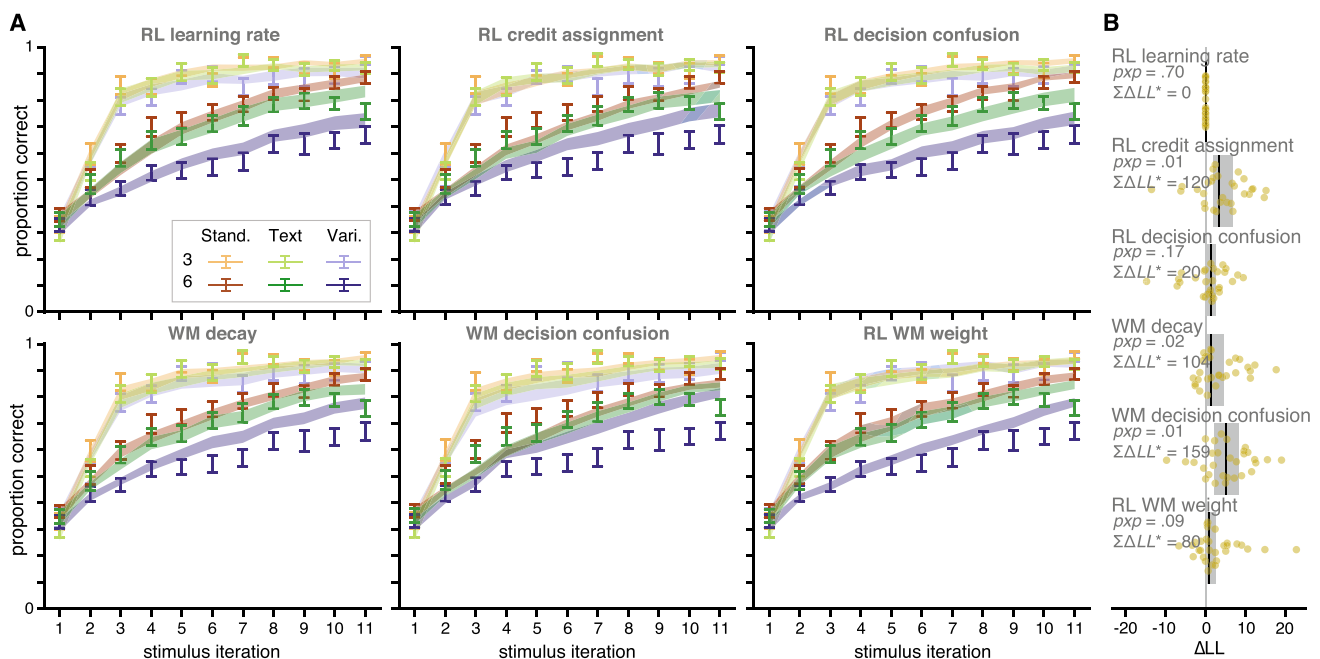 A
B
RL learning rate
RL credit assignment
RL decision confusion
1
proportion correct
0
Stand. Text Vari.
3
6
WM decay
WM decision confusion
RL WM weight
1
proportion correct
0
1 2 3 4 5 6 7 8 9 10 11
1 2 3 4 5 6 7 8 9 10 11
1 2 3 4 5 6 7 8 9 10 11
stimulus iteration
stimulus iteration
stimulus iteration
RL learning rate
pxp = .70
ΣΔLL* = 0
RL credit assignment
pxp = .01
ΣΔLL* = 120
RL decision confusion
pxp = .17
ΣΔLL* = 20
WM decay
pxp = .02
ΣΔLL* = 104
WM decision confusion
pxp = .01
ΣΔLL* = 159
RL WM weight
pxp = .09
ΣΔLL* = 80
-20 -10 0 10 20
ΔLL